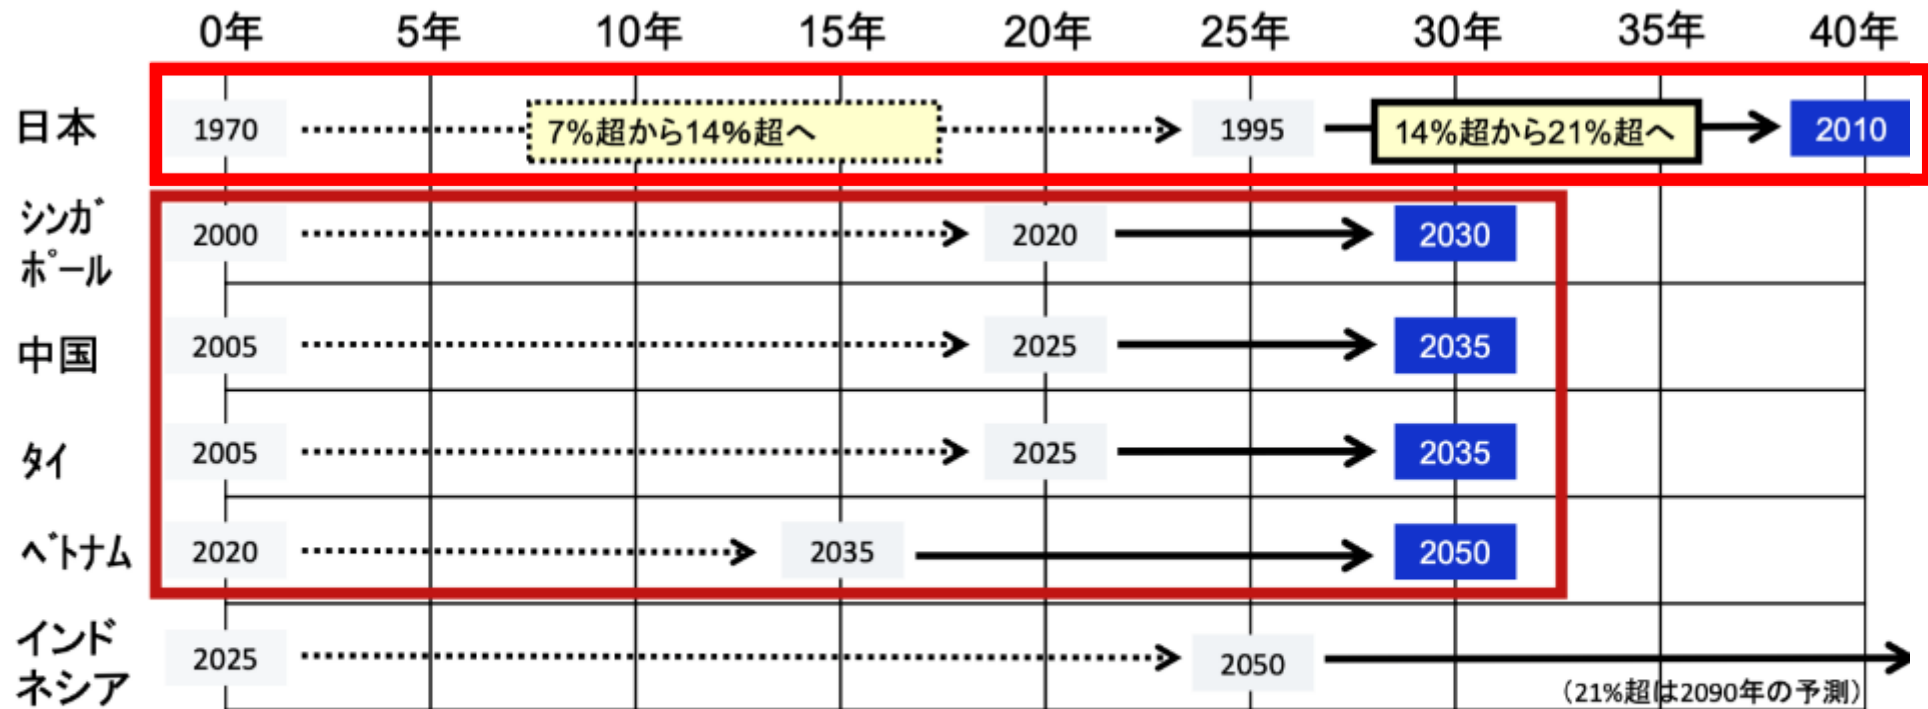 0年 5年 10年 15年 20年 25年 30年 35年 40年
日本 1970 7%超から14%超へ 1995 14%超から21%超へ 2010
ｼﾝｶﾞ
ﾎﾟｰﾙ
2000 2020 2030
中国 2005 2025 2035
ﾀｲ 2005 2025 2035
ﾍﾞﾄﾅﾑ 2020 2035 2050
インド
ネシア
2025 2050
（21%超は2090年の予測）